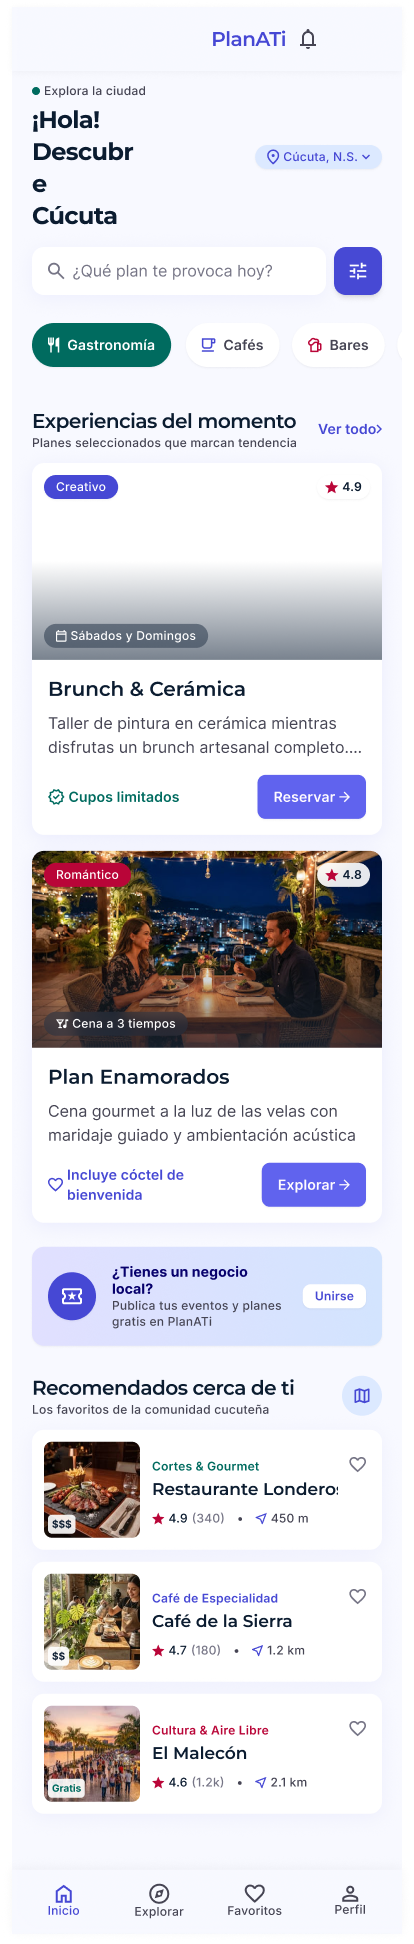 PlanATi
Explora la ciudad
¡Hola!
Descubr
e
Cúcuta
Cúcuta, N.S.
¿Qué plan te provoca hoy?
Gastronomía
Cafés
Bares
Experiencias del momento
Ver todo
Planes seleccionados que marcan tendencia
Creativo
4.9
Sábados y Domingos
Brunch & Cerámica
Taller de pintura en cerámica mientras
disfrutas un brunch artesanal completo....
Cupos limitados
Reservar
Romántico
4.8
Cena a 3 tiempos
Plan Enamorados
Cena gourmet a la luz de las velas con
maridaje guiado y ambientación acústica
Incluye cóctel de
bienvenida
Explorar
¿Tienes un negocio
local?
Publica tus eventos y planes
gratis en PlanATi
Unirse
Recomendados cerca de ti
Los favoritos de la comunidad cucuteña
$$$
Cortes & Gourmet
Restaurante Londeros
4.9 (340) • 450 m
$$
Café de Especialidad
Café de la Sierra
4.7 (180) • 1.2 km
Gratis
Cultura & Aire Libre
El Malecón
4.6 (1.2k) • 2.1 km
Inicio
Explorar
Favoritos
Perfil